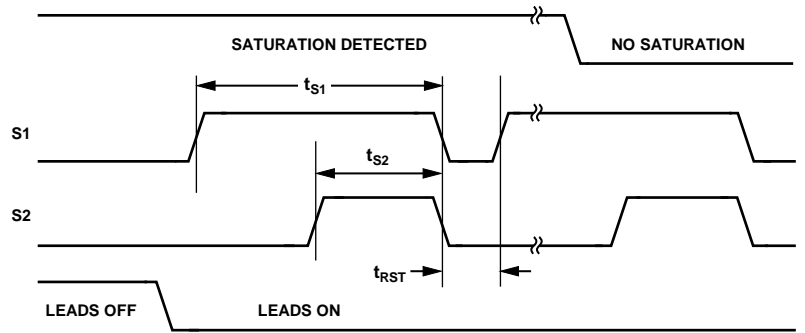 SATURATION DETECTED
NO SATURATION
tS1
S1
tS2
S2
tRST
LEADS OFF
LEADS ON